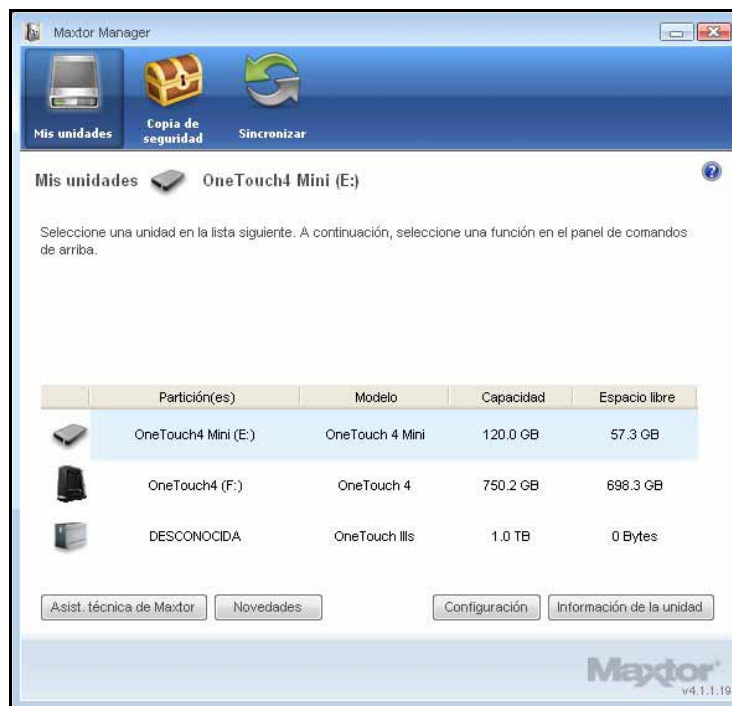 Maxtor Manager
Mis unidades
Copia de
seguridad
Sincronizar
Mis unidades OneTouch4 Mini (E:)
Seleccione una unidad en la lista siguiente. A continuación, seleccione una función en el panel de comandos
de arriba.
Partición(es) Modelo Capacidad Espacio libre
OneTouch4 Mini (E:) OneTouch 4 Mini 120.0 GB 57.3 GB
OneTouch4 (F:) OneTouch 4 750.2 GB 698.3 GB
DESCONOCIDA OneTouch IIIs 1.0 TB 0 Bytes
Asist. técnica de Maxtor Novedades Configuración Información de la unidad
Maxtor
v4.1.1.19